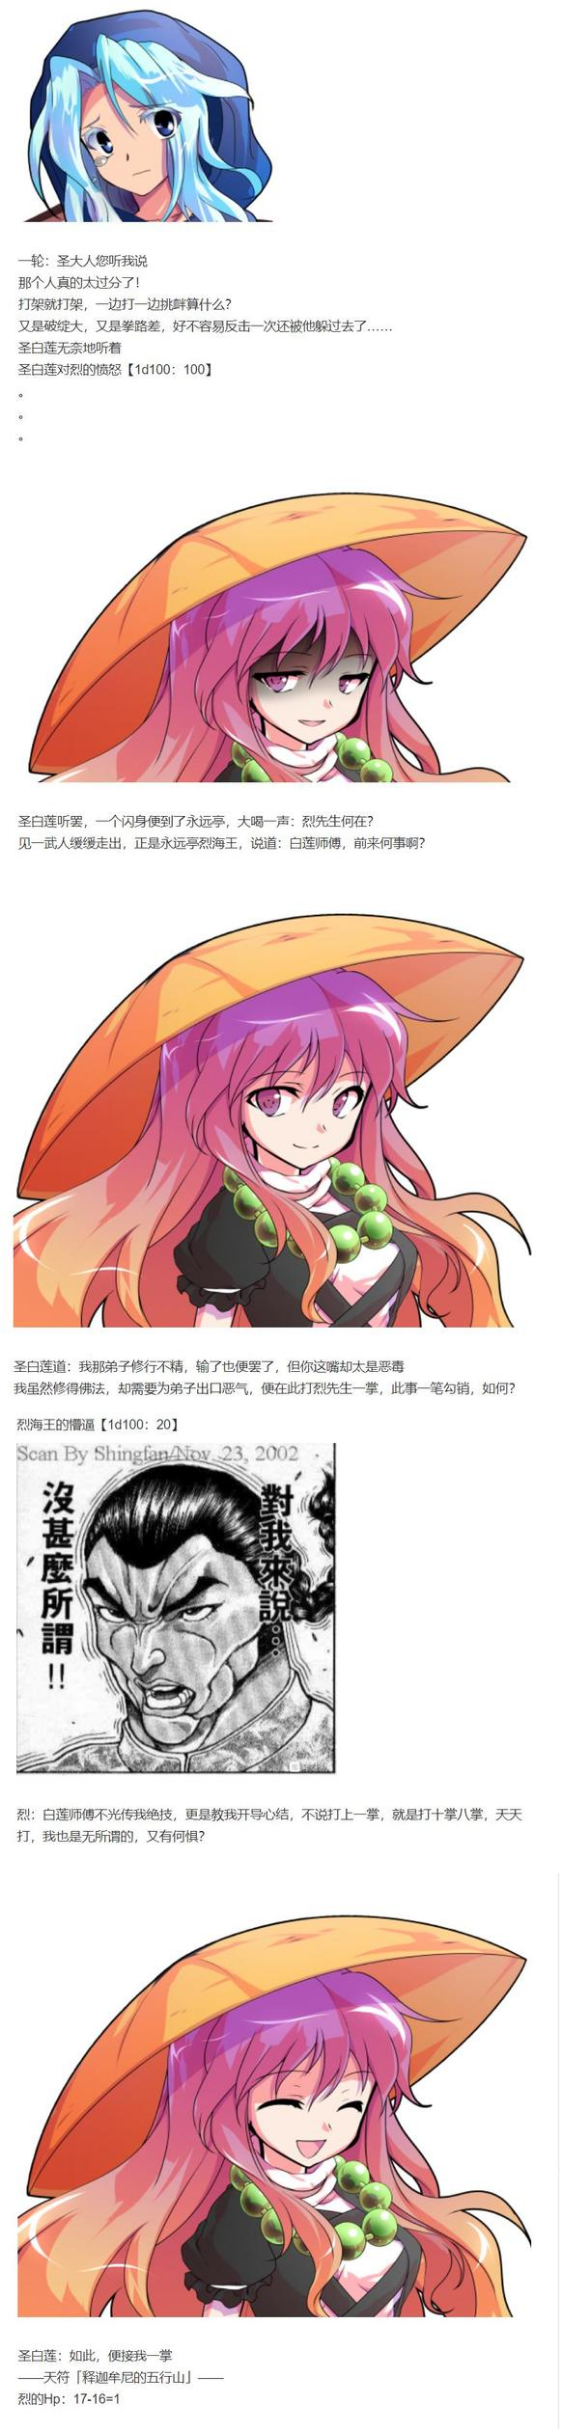 一轮：圣大人您听我说
那个人真的太过分了！
打架就打架，一边打一边挑衅算什么？
又是破绽大，又是拳路差，好不容易反击一次还被他躲过去了……
圣白莲无奈地听着
圣白莲对烈的愤怒【1d100：100】
。
。
。
圣白莲听罢，一个闪身便到了永远亭，大喝一声：烈先生何在？
见一武人缓缓走出，正是永远亭烈海王，说道：白莲师傅，前来何事啊？
圣白莲道：我那弟子修行不精，输了也便罢了，但你这嘴却太是恶毒
我虽然修得佛法，却需要为弟子出口恶气，便在此打烈先生一掌，此事一笔勾销，如何？
烈海王的懵逼【1d100：20】
Scan By Shingfan/Nov 23, 2002
對我來說…
沒甚麼所謂!!
烈：白莲师傅不光传我绝技，更是教我开导心结，不说打上一掌，就是打十掌八掌，天天
打，我也是无所谓的，又有何惧？
圣白莲：如此，便接我一掌
——天符「释迦牟尼的五行山」——
烈的Hp：17-16=1